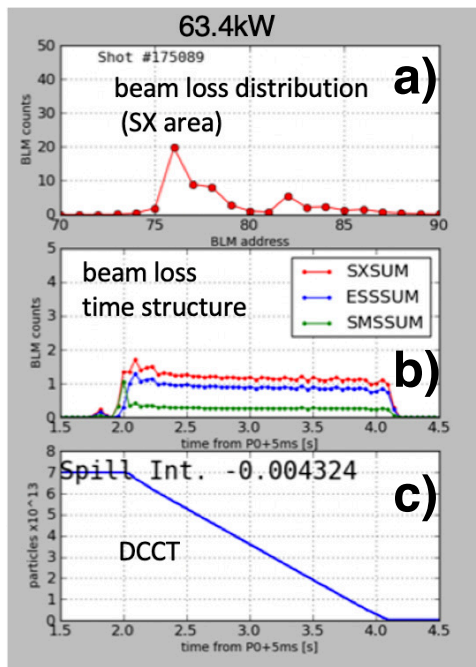 63.4kW
50
40
30
20
10
0
BLM counts
Shot #175089
a)
beam loss distribution
(SX area)
70 75 80 85 90
BLM address
5
4
3
2
1
0
BLM counts
beam loss
time structure
SXSUM
ESSSUM
SMSSUM
b)
1.5 2.0 2.5 3.0 3.5 4.0 4.5
time from P0+5ms [s]
8
7
6
5
4
3
2
1
0
particles x10^13
Spill Int. -0.004324
c)
DCCT
1.5 2.0 2.5 3.0 3.5 4.0 4.5
time from P0+5ms [s]